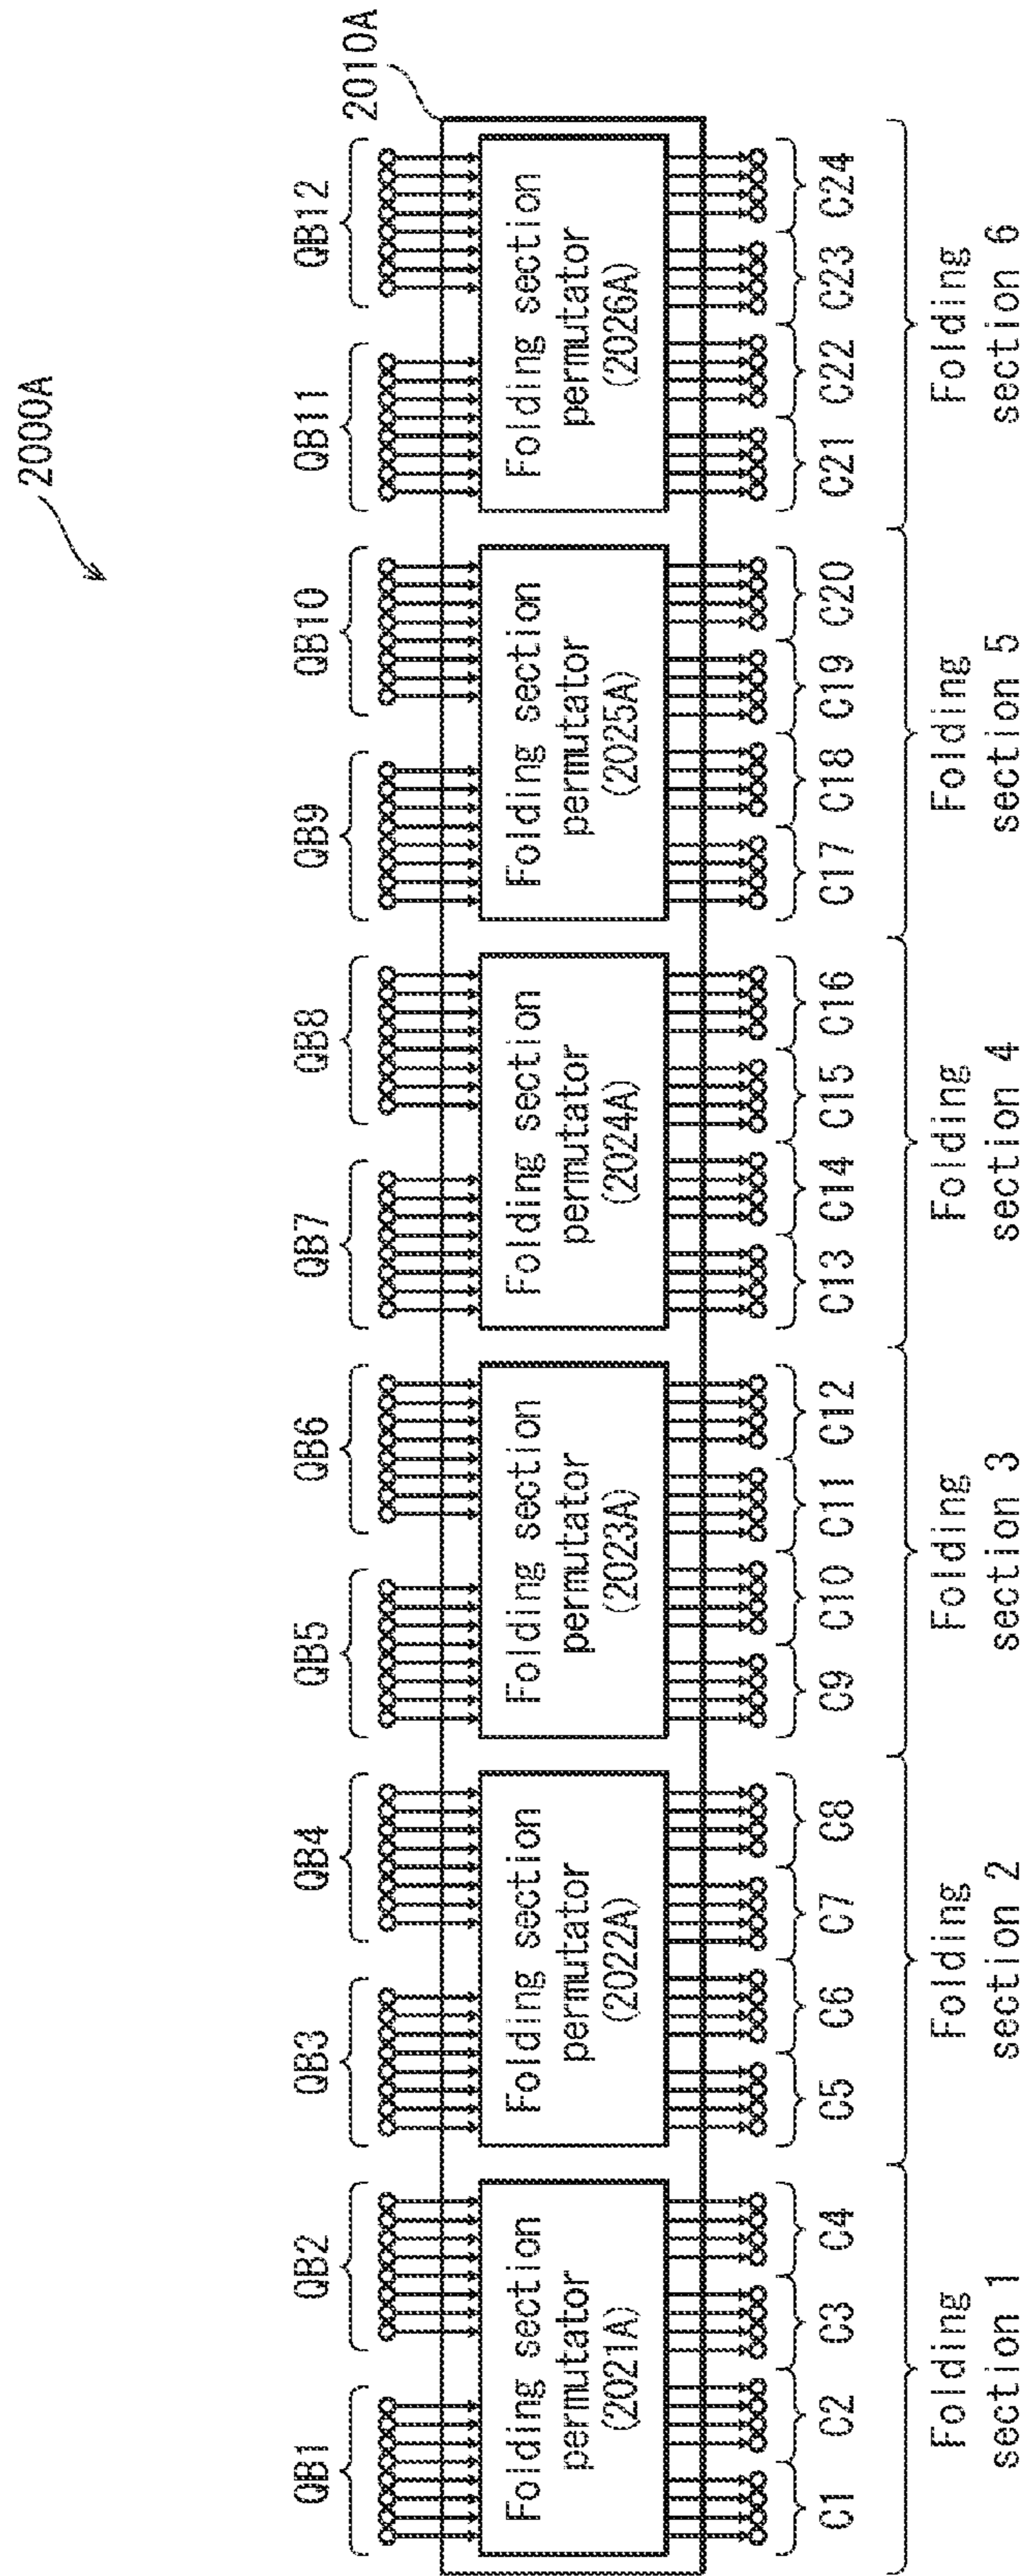 2000A
2010A
QB1 QB2 QB3 QB4 QB5 QB6 QB7 QB8 QB9 QB10 QB11 QB12
Folding section
permutator
(2021A)
Folding section
permutator
(2022A)
Folding section
permutator
(2023A)
Folding section
permutator
(2024A)
Folding section
permutator
(2025A)
Folding section
permutator
(2026A)
C1 C2 C3 C4 C5 C6 C7 C8 C9 C10 C11 C12 C13 C14 C15 C16 C17 C18 C19 C20 C21 C22 C23 C24
Folding
section 1
Folding
section 2
Folding
section 3
Folding
section 4
Folding
section 5
Folding
section 6